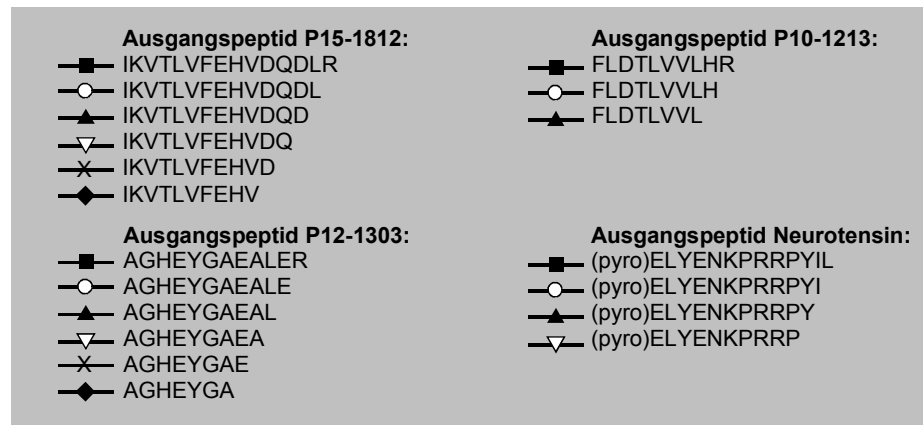 Ausgangspeptid P15-1812:
IKVTLVFEHVDQDLR
IKVTLVFEHVDQDL
IKVTLVFEHVDQD
IKVTLVFEHVDQ
IKVTLVFEHVD
IKVTLVFEHV
Ausgangspeptid P10-1213:
FLDTLVVLHR
FLDTLVVLH
FLDTLVVL
Ausgangspeptid P12-1303:
AGHEYGAEALER
AGHEYGAEALE
AGHEYGAEAL
AGHEYGAEA
AGHEYGAE
AGHEYGA
Ausgangspeptid Neurotensin:
(pyro)ELYENKPRRPYIL
(pyro)ELYENKPRRPYI
(pyro)ELYENKPRRPY
(pyro)ELYENKPRRP